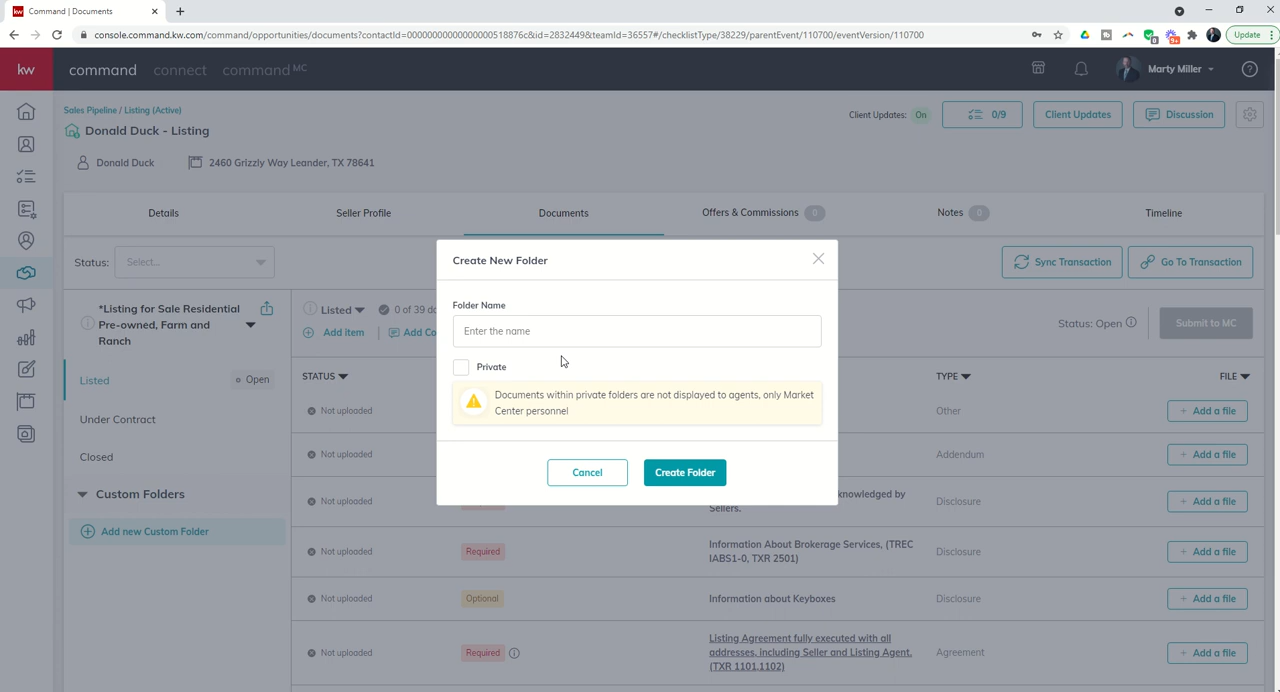 kw Command | Documents
console.command.kw.com/command/opportunities/documents?contactId=0000000000000000518876c&id=2832449&teamId=36557#/checklistType/38229/parentEvent/110700/eventVersion/110700
Update
kw
command connect command MC
Marty Miller
Sales Pipeline / Listing (Active)
Donald Duck - Listing
Client Updates: On
0/9
Client Updates
Discussion
Donald Duck
2460 Grizzly Way Leander, TX 78641
Details
Seller Profile
Documents
Offers & Commissions 0
Notes 0
Timeline
Status: Select...
Sync Transaction
Go To Transaction
*Listing for Sale Residential
Pre-owned, Farm and
Ranch
Listed
Open
Under Contract
Closed
Custom Folders
Add new Custom Folder
Listed
0 of 39 do
Add item
Add Co
Status: Open
Submit to MC
STATUS
TYPE
FILE
Not uploaded
Other
+ Add a file
Not uploaded
Addendum
+ Add a file
Not uploaded
knowledged by
Sellers.
Disclosure
+ Add a file
Not uploaded
Required
Information About Brokerage Services, (TREC
IABS1-0, TXR 2501)
Disclosure
+ Add a file
Not uploaded
Optional
Information about Keyboxes
Disclosure
+ Add a file
Not uploaded
Required
Listing Agreement fully executed with all
addresses, including Seller and Listing Agent.
(TXR 1101,1102)
Agreement
+ Add a file
Create New Folder
Folder Name
Enter the name
Private
Documents within private folders are not displayed to agents, only Market
Center personnel
Cancel
Create Folder